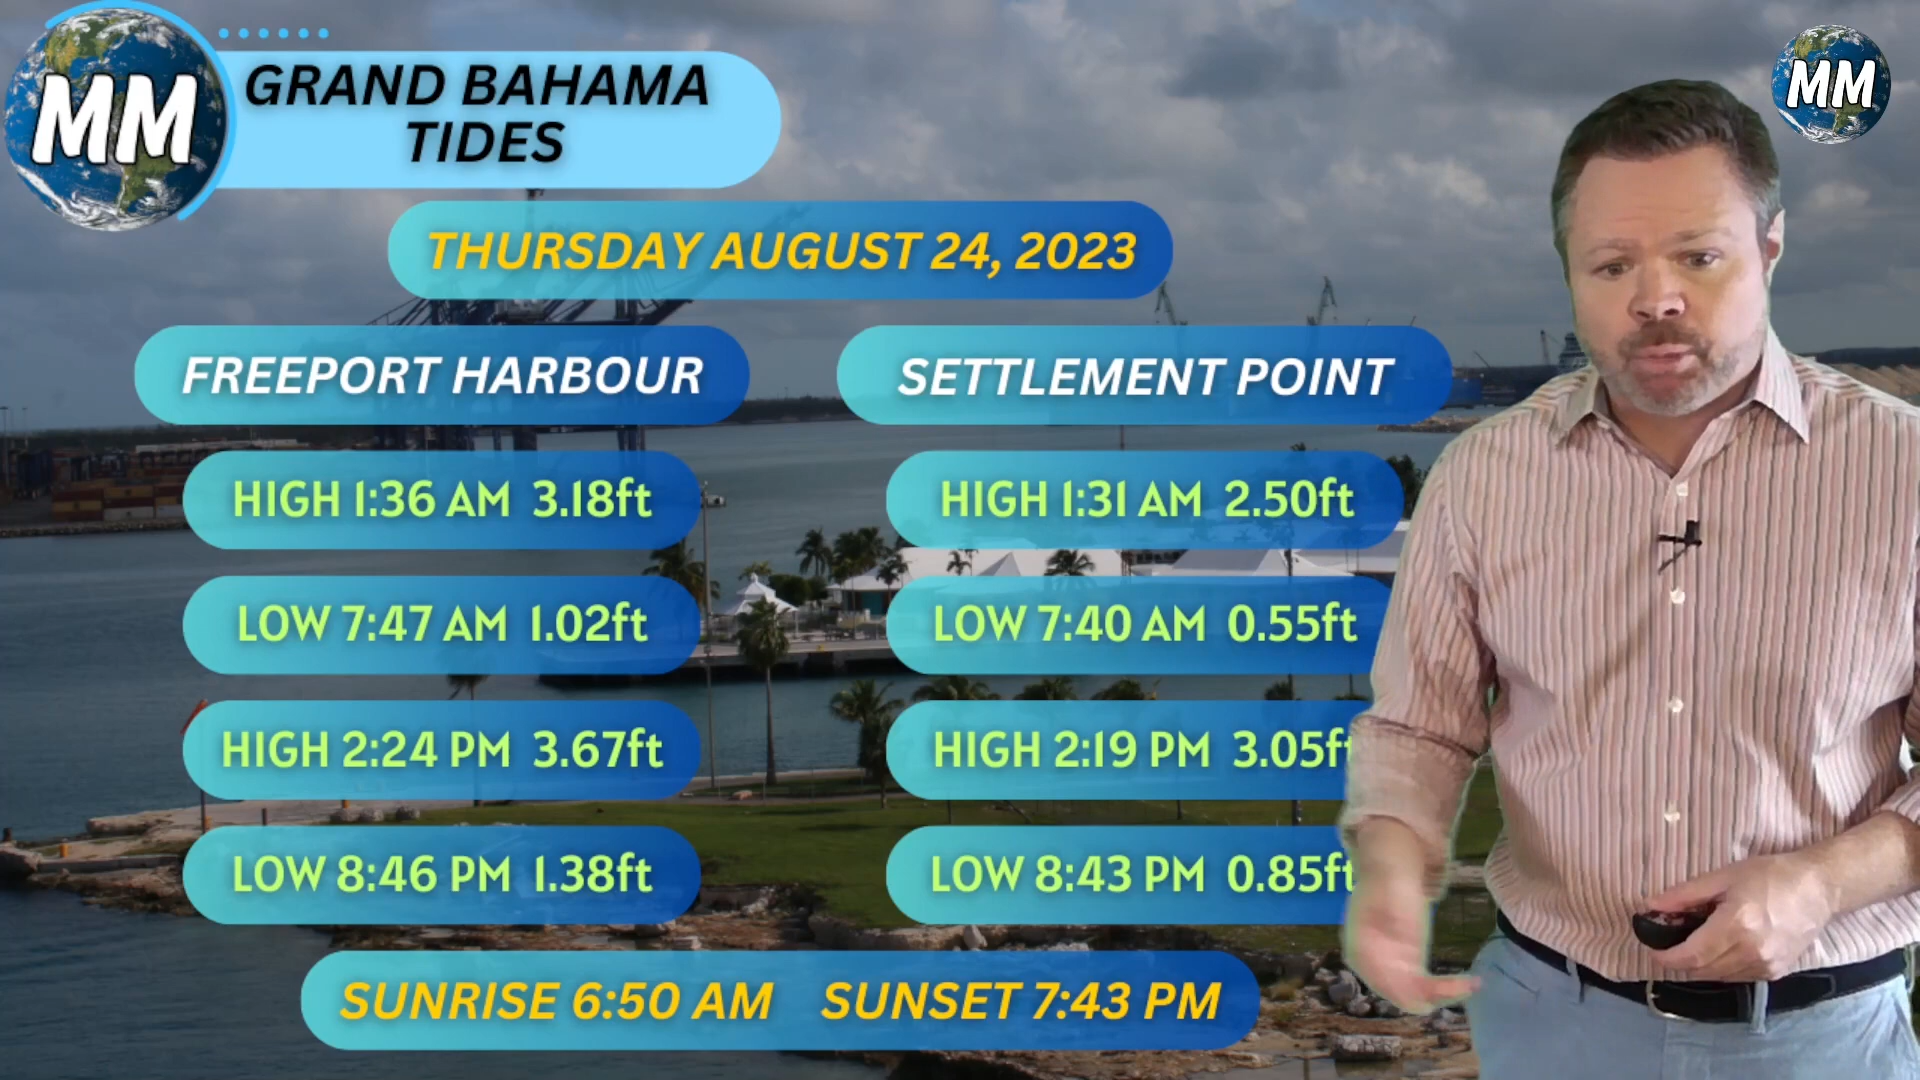 MM
GRAND BAHAMA
TIDES
MM
THURSDAY AUGUST 24, 2023
FREEPORT HARBOUR
SETTLEMENT POINT
HIGH 1:36 AM 3.18ft
HIGH 1:31 AM 2.50ft
LOW 7:47 AM 1.02ft
LOW 7:40 AM 0.55ft
HIGH 2:24 PM 3.67ft
HIGH 2:19 PM 3.05ft
LOW 8:46 PM 1.38ft
LOW 8:43 PM 0.85ft
SUNRISE 6:50 AM SUNSET 7:43 PM